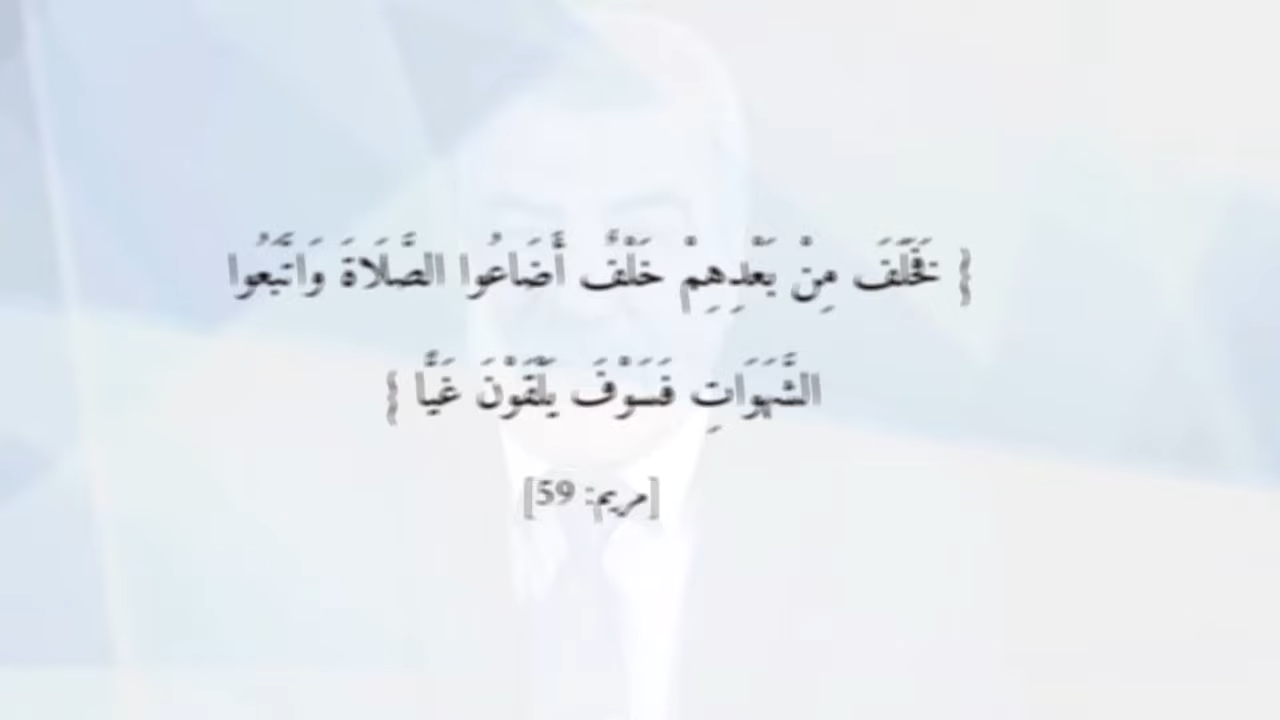 { فَخَلَفَ مِنْ بَعْدِهِمْ خَلْفٌ أَضَاعُوا الصَّلَاةَ وَاتَّبَعُوا
الشَّهَوَاتِ فَسَوْفَ يَلْقَوْنَ غَيًّا }
[مريم: 59]